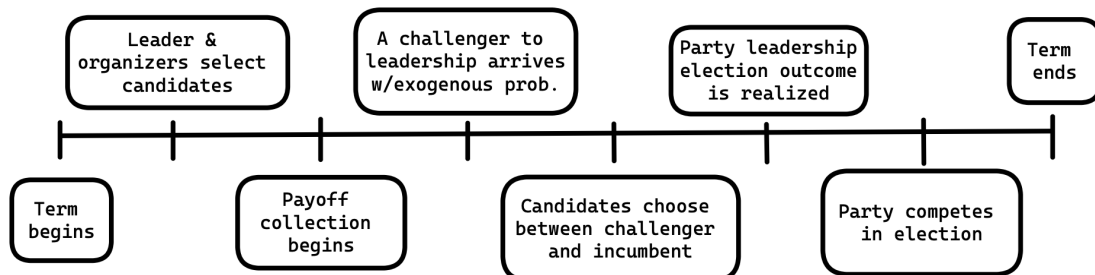 Term
begins
Leader &
organizers select
candidates
Payoff
collection
begins
A challenger to
leadership arrives
w/exogenous prob.
Candidates choose
between challenger
and incumbent
Party leadership
election outcome
is realized
Party competes
in election
Term
ends